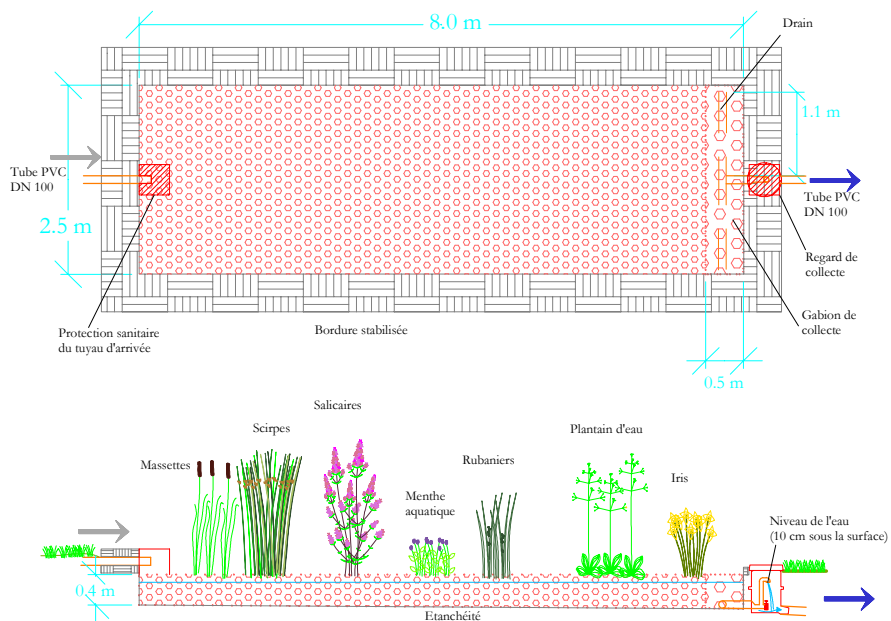 8.0 m
Drain
1.1 m
Tube PVC
DN 100
2.5 m
Tube PVC
DN 100
Regard de
collecte
Gabion de
collecte
Protection sanitaire
du tuyau d'arrivée
Bordure stabilisée
0.5 m
Salicaires
Scirpes
Plantain d'eau
Massettes
Rubaniers
Iris
Menthe
aquatique
Niveau de l'eau
(10 cm sous la surface)
0.4 m
Etanchéité